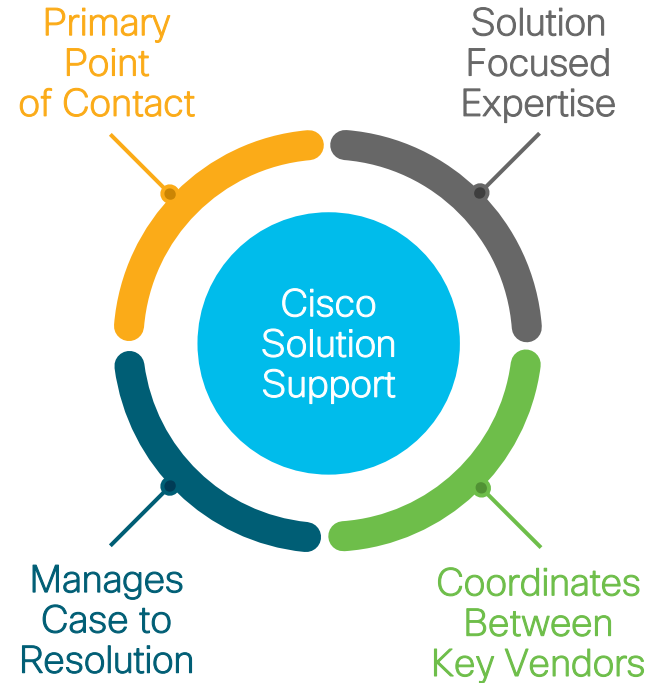 Primary
Point
of Contact
Solution
Focused
Expertise
Cisco
Solution
Support
Manages
Case to
Resolution
Coordinates
Between
Key Vendors